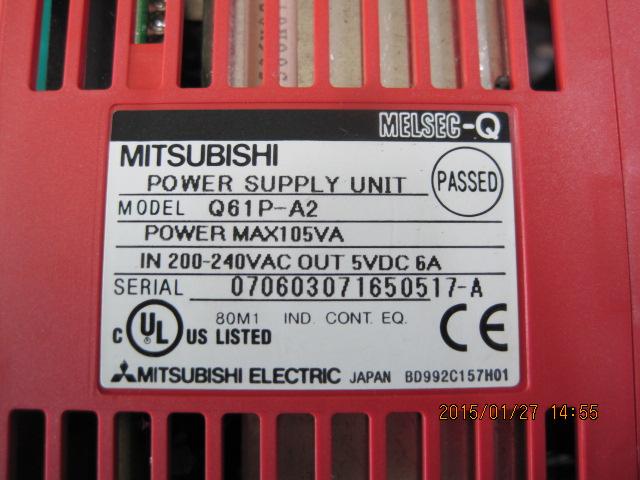 MELSEC-Q
MITSUBISHI
POWER SUPPLY UNIT
PASSED
MODEL Q61P-A2
POWER MAX105VA
IN 200-240VAC OUT 5VDC 6A
SERIAL 070603071650517-A
C UL US LISTED
80M1 IND. CONT. EQ.
CE
MITSUBISHI ELECTRIC JAPAN BD992C157H01
2015/01/27 14:55